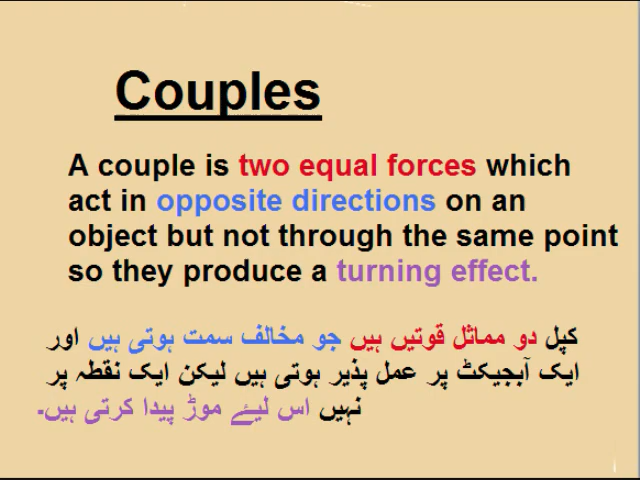 Couples
A couple is two equal forces which
act in opposite directions on an
object but not through the same point
so they produce a turning effect.
کپل دو مماثل قوتیں ہیں جو مخالف سمت ہوتی ہیں اور
ایک آبجیکٹ پر عمل پذیر ہوتی ہیں لیکن ایک نقطہ پر
نہیں اس لیئے موڑ پیدا کرتی ہیں۔